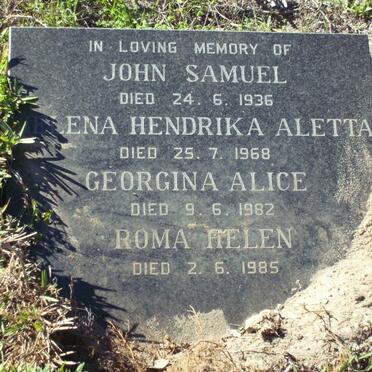 IN LOVING MEMORY OF
JOHN SAMUEL
DIED 24. 6. 1936
ENA HENDRIKA ALETTA
DIED 25. 7. 1968
GEORGINA ALICE
DIED 9. 6. 1982
ROMA HELEN
DIED 2. 6. 1985